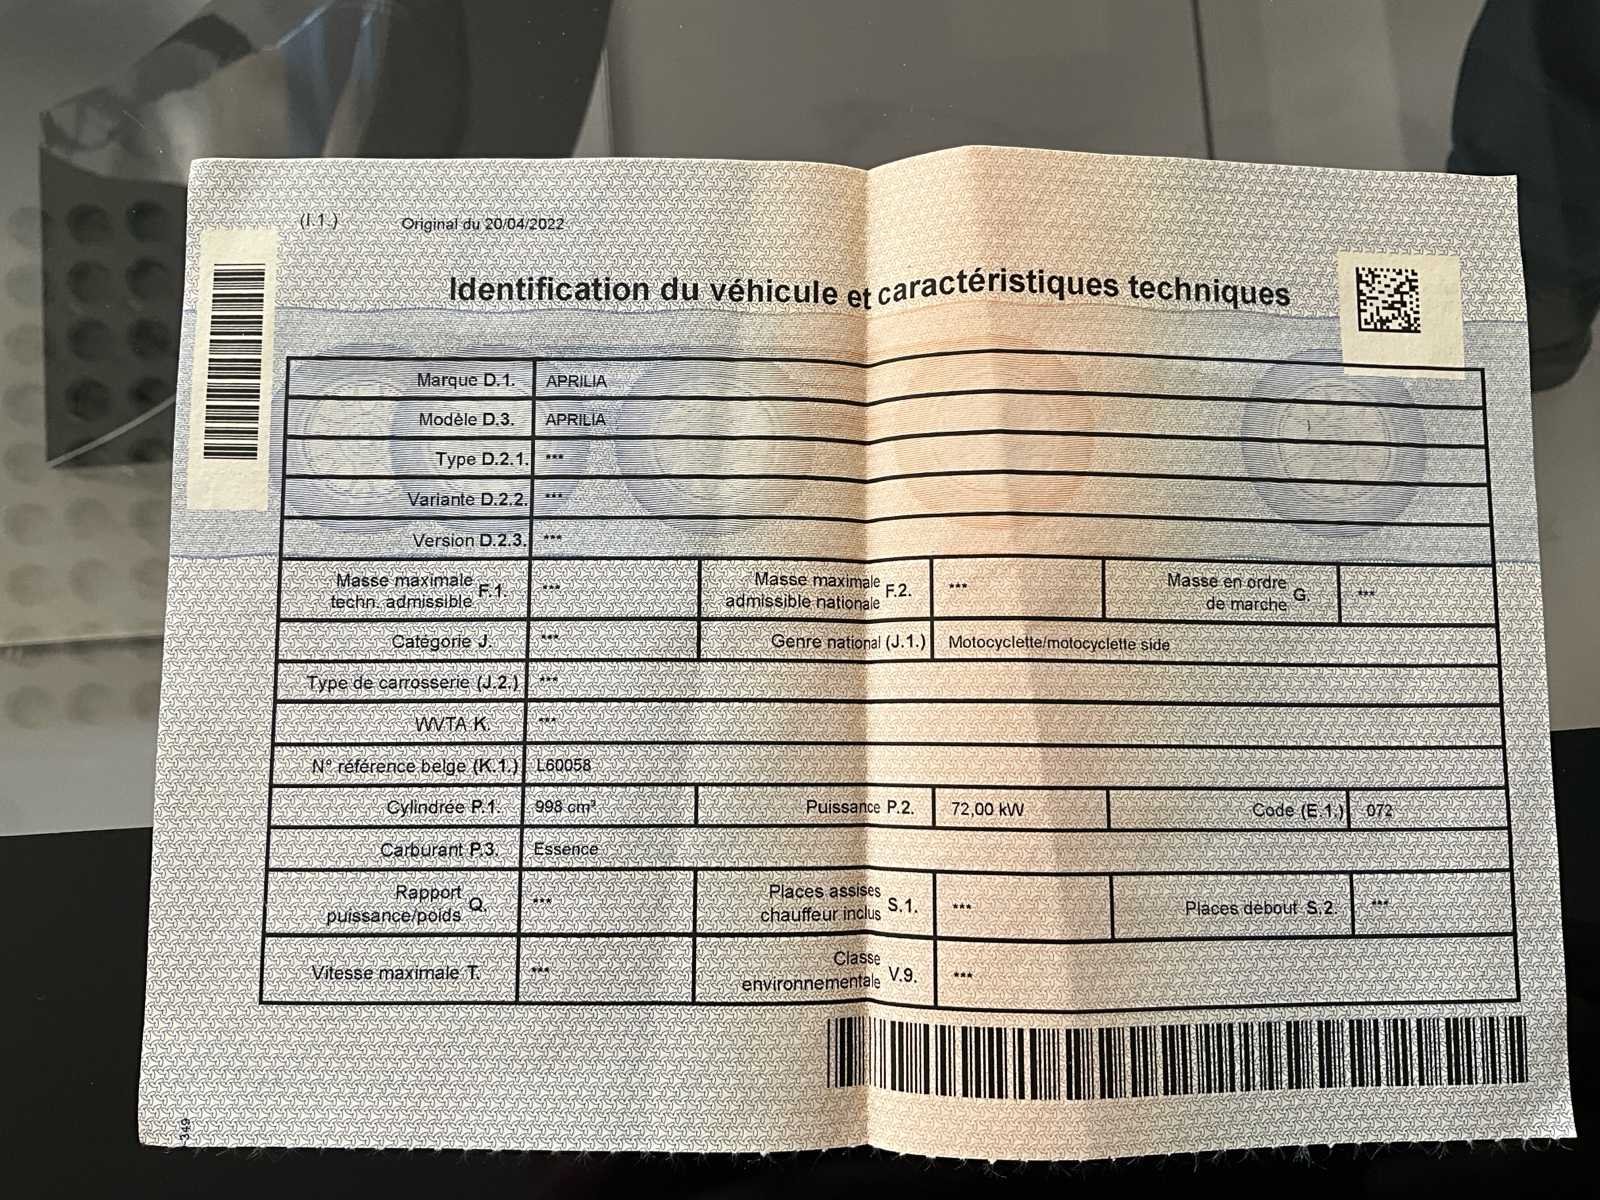 (I.1.) Original du 20/04/2022
Identification du véhicule et caractéristiques techniques
Marque D.1. APRILIA
Modèle D.3. APRILIA
Type D.2.1. ***
Variante D.2.2. ***
Version D.2.3. ***
Masse maximale techn. admissible F.1. *** Masse maximale admissible nationale F.2. *** Masse en ordre de marche G. ***
Catégorie J. *** Genre national (J.1.) Motocyclette/motocyclette side
Type de carrosserie (J.2.) ***
WVTA K. ***
N° référence belge (K.1.) L60058
Cylindrée P.1. 998 cm³ Puissance P.2. 72,00 kW Code (E.1.) 072
Carburant P.3. Essence
Rapport puissance/poids Q. *** Places assises chauffeur inclus S.1. *** Places debout S.2. ***
Vitesse maximale T. *** Classe environnementale V.9. ***
-349